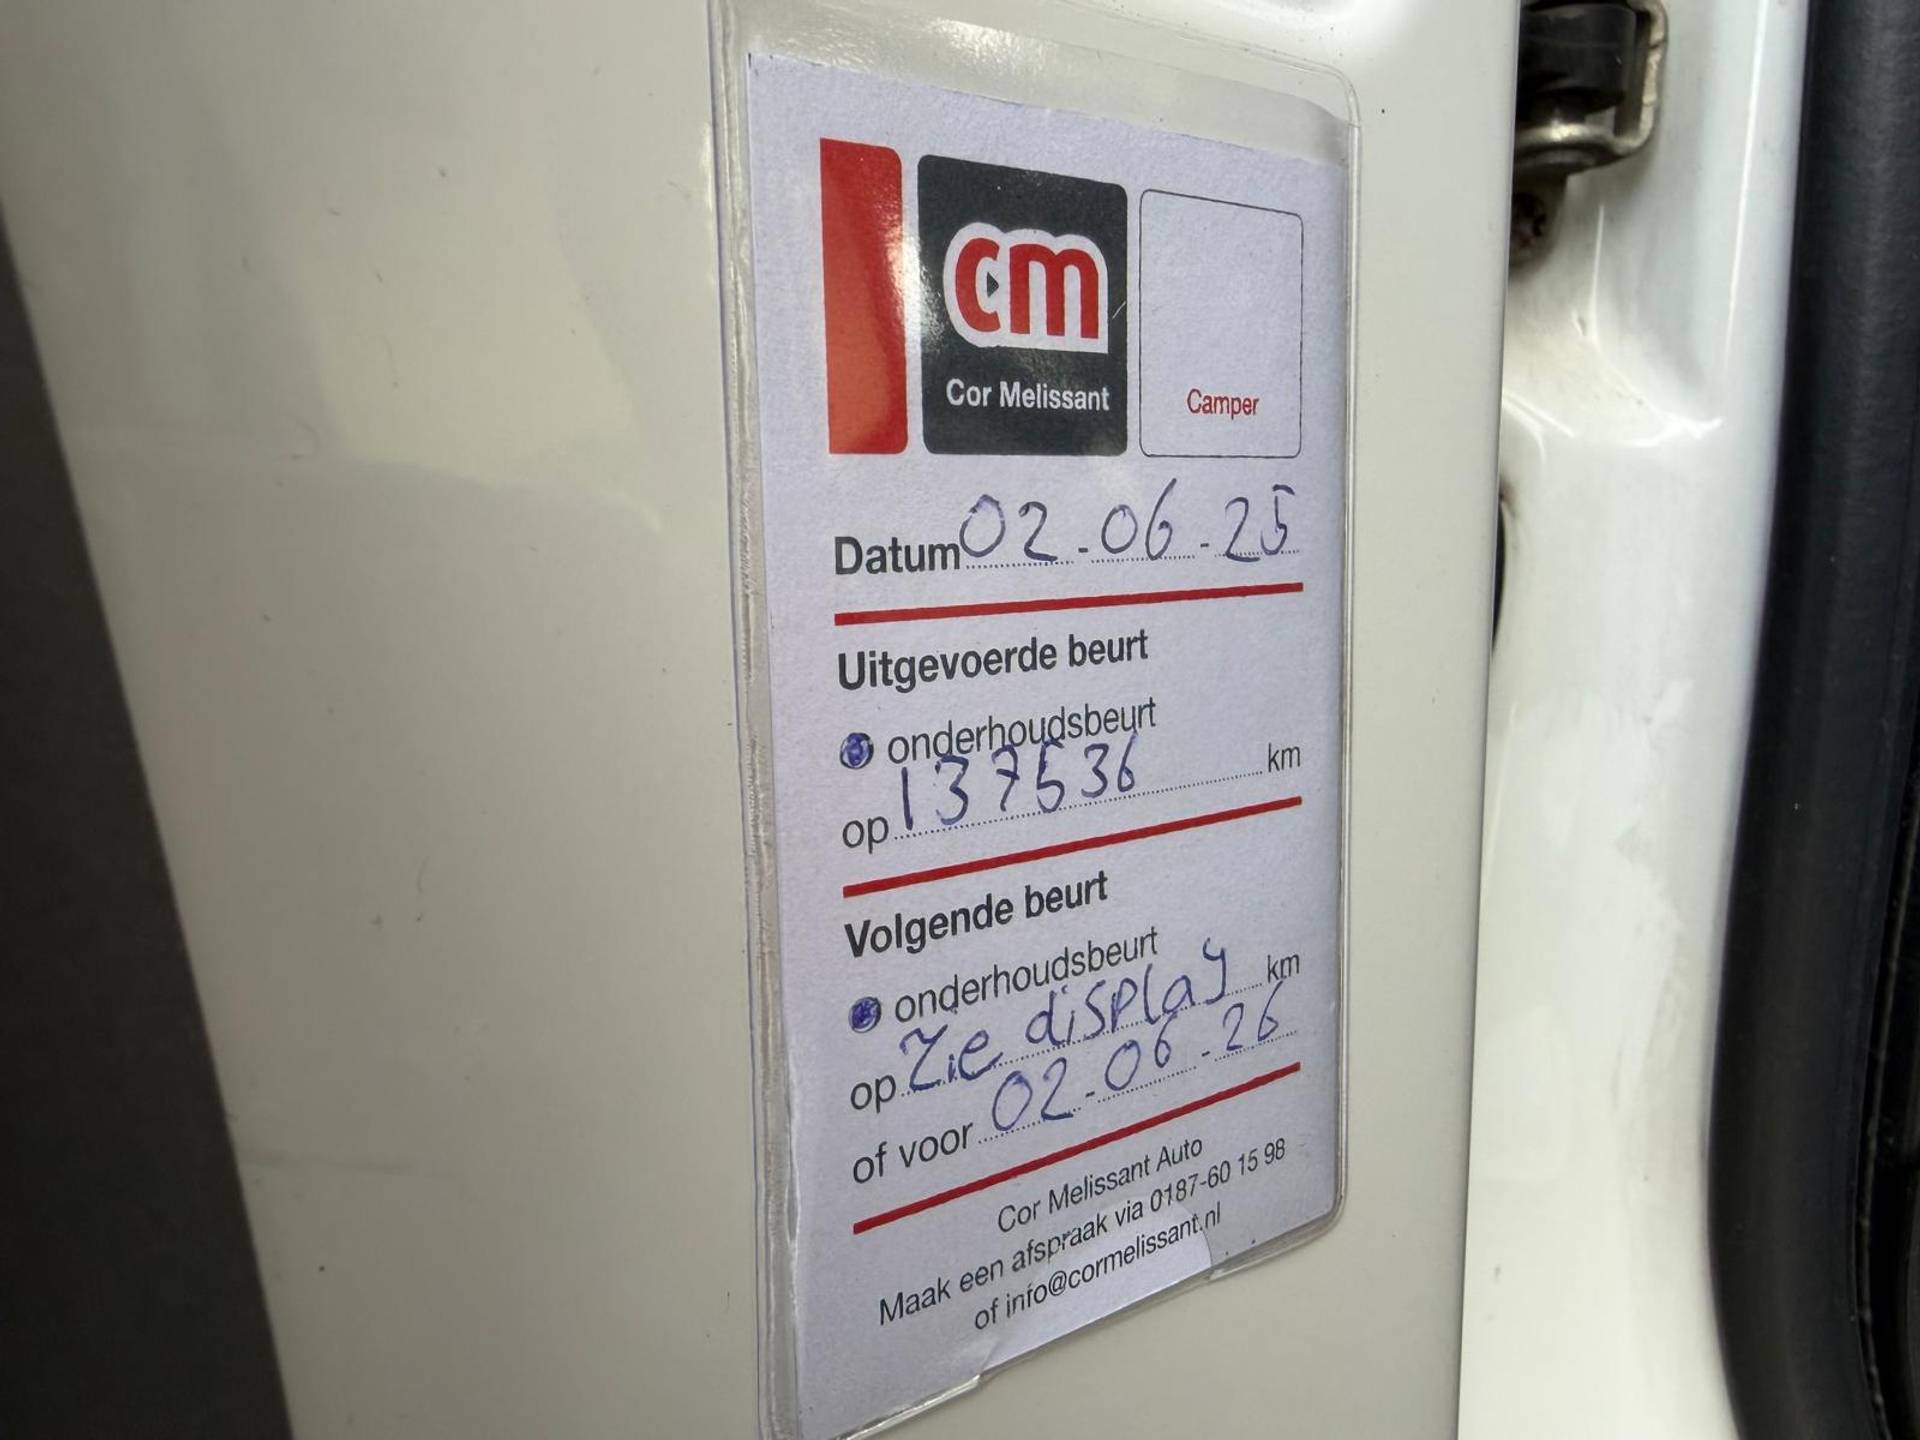 cm
Cor Melissant
Camper
Datum 02 - 06 - 25
Uitgevoerde beurt
onderhoudsbeurt
op 137536 km
Volgende beurt
onderhoudsbeurt
op Zie display km
of voor 02 - 06 - 26
Cor Melissant Auto
Maak een afspraak via 0187-60 15 98
of info@cormelissant.nl